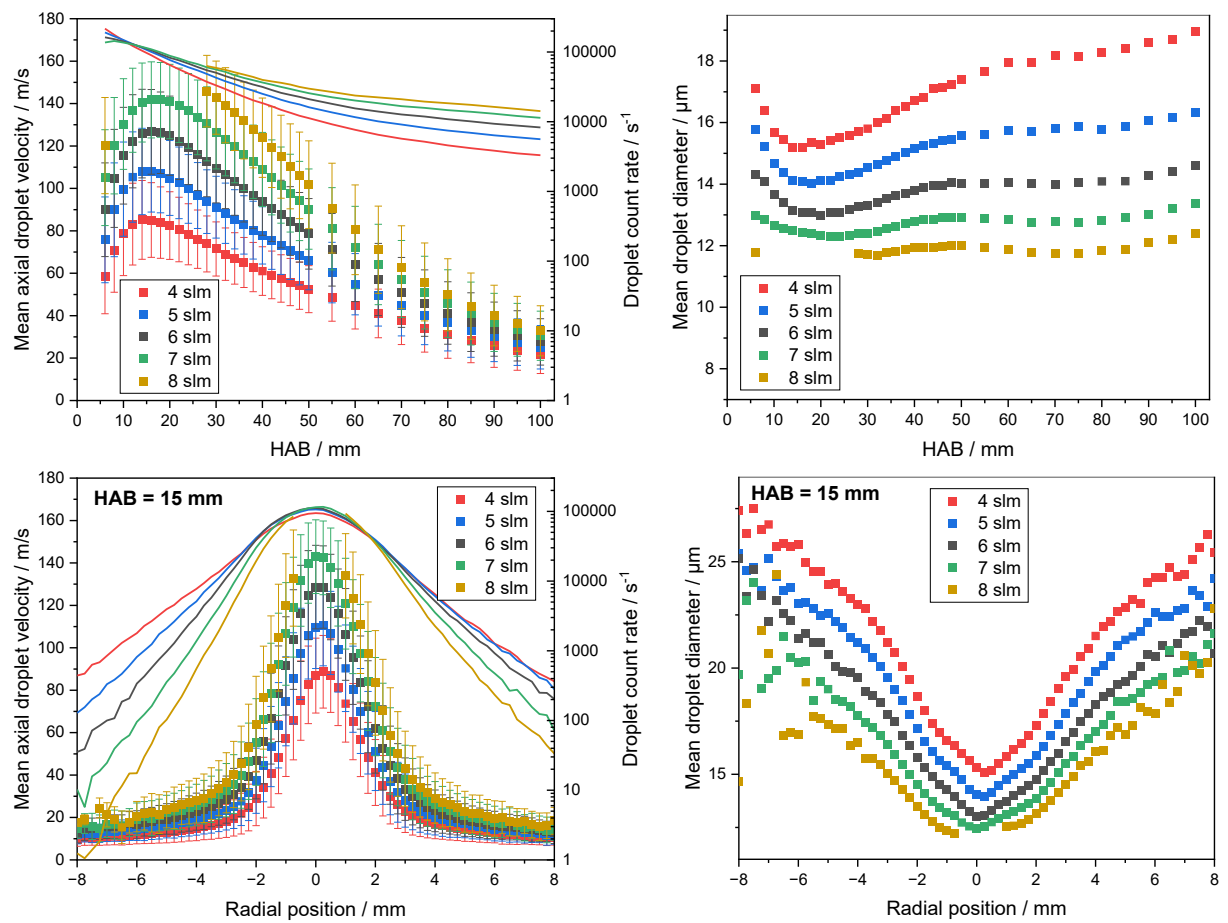 180
160
140
120
100
80
60
40
20
0
Mean axial droplet velocity / m/s
0 10 20 30 40 50 60 70 80 90 100
HAB / mm
100000
10000
1000
100
10
1
Droplet count rate / s⁻¹
4 slm
5 slm
6 slm
7 slm
8 slm
18
16
14
12
10
8
Mean droplet diameter / µm
0 10 20 30 40 50 60 70 80 90 100
HAB / mm
4 slm
5 slm
6 slm
7 slm
8 slm
HAB = 15 mm
180
160
140
120
100
80
60
40
20
0
Mean axial droplet velocity / m/s
−8 −6 −4 −2 0 2 4 6 8
Radial position / mm
100000
10000
1000
100
10
1
Droplet count rate / s⁻¹
4 slm
5 slm
6 slm
7 slm
8 slm
HAB = 15 mm
25
20
15
Mean droplet diameter / µm
−8 −6 −4 −2 0 2 4 6 8
Radial position / mm
4 slm
5 slm
6 slm
7 slm
8 slm